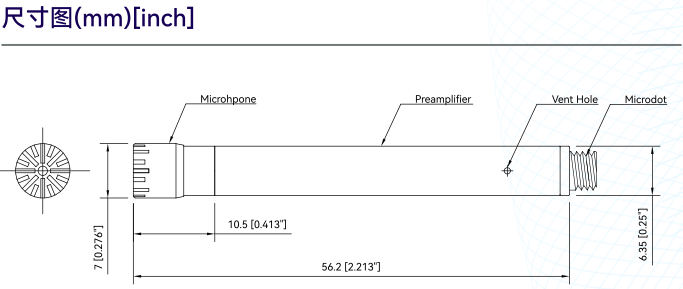 尺寸图(mm)[inch]
Microhpone
Preamplifier
Vent Hole
Microdot
10.5 [0.413"]
7 [0.276"]
56.2 [2.213"]
6.35 [0.25"]